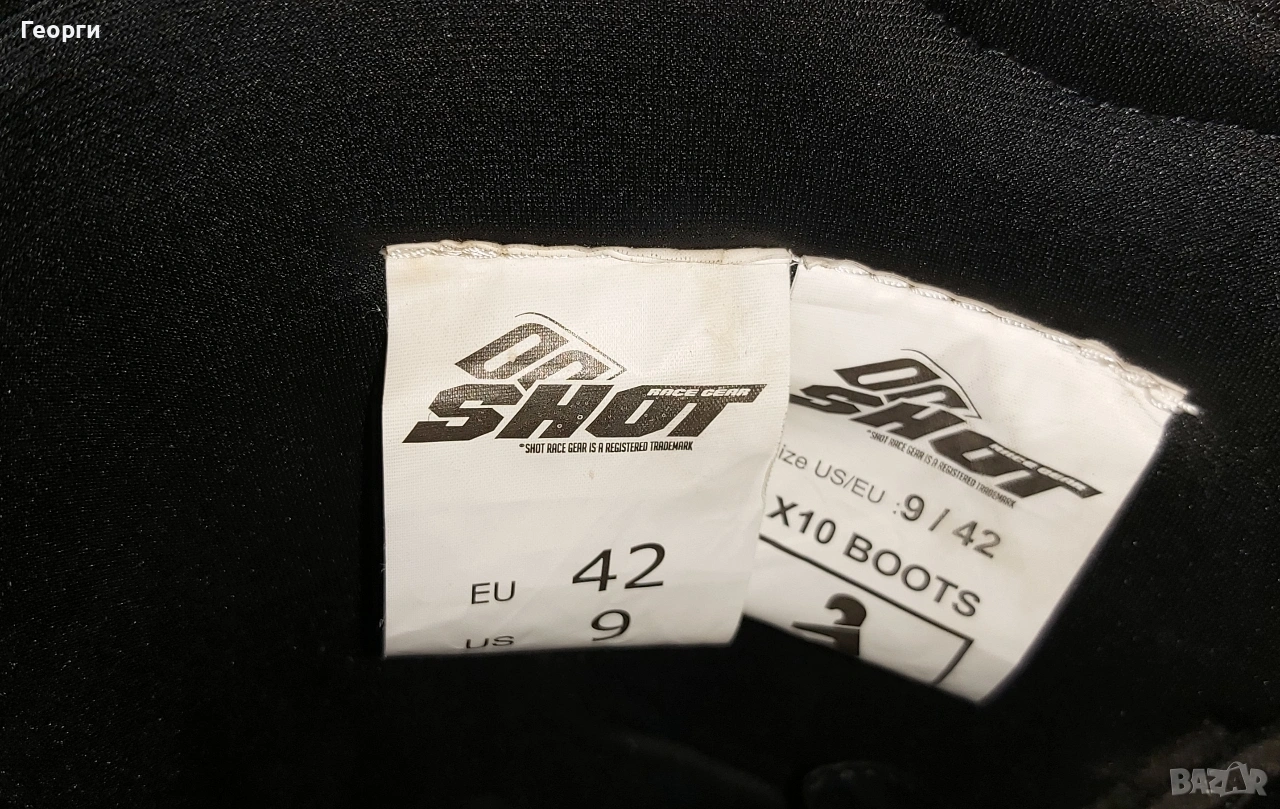 Георги
SHOT
RACE GEAR
SHOT RACE GEAR IS A REGISTERED TRADEMARK
EU 42
US 9
SHOT
RACE GEAR
SHOT RACE GEAR IS A REGISTERED TRADEMARK
ize US/EU :9 / 42
X10 BOOTS
BAZAR